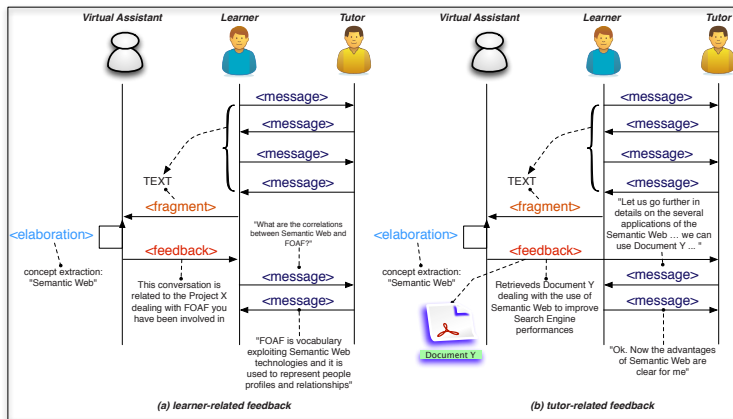 Virtual Assistant
Learner
Tutor
<message>
<message>
<message>
TEXT
<message>
<fragment>
"What are the correlations
between Semantic Web and
FOAF?"
<elaboration>
<feedback>
concept extraction:
"Semantic Web"
This conversation is
related to the Project X
dealing with FOAF you
have been involved in
<message>
<message>
"FOAF is vocabulary
exploiting Semantic Web
technologies and it is
used to represent people
profiles and relationships"
(a) learner-related feedback
Virtual Assistant
Learner
Tutor
<message>
<message>
<message>
TEXT
<message>
<fragment>
"Let us go further in
details on the several
applications of the
Semantic Web ... we can
use Document Y ... "
<elaboration>
<feedback>
concept extraction:
"Semantic Web"
Retrieveds Document Y
dealing with the use of
Semantic Web to improve
Search Engine
performances
<message>
<message>
Document Y
"Ok. Now the advantages
of Semantic Web are
clear for me"
(b) tutor-related feedback